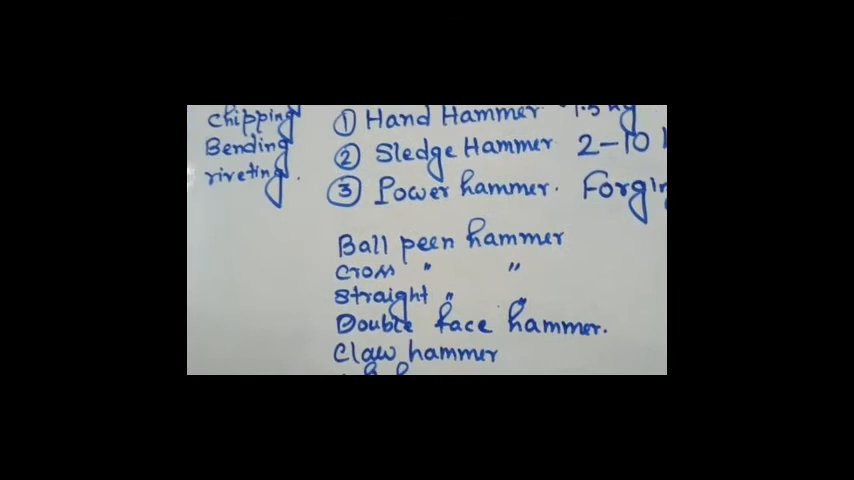 chipping ① Hand Hammer
Bending ② Sledge Hammer 2-10
riveting. ③ Power hammer. Forgin
Ball peen hammer
Cross " "
Straight " "
Double face hammer.
Claw hammer